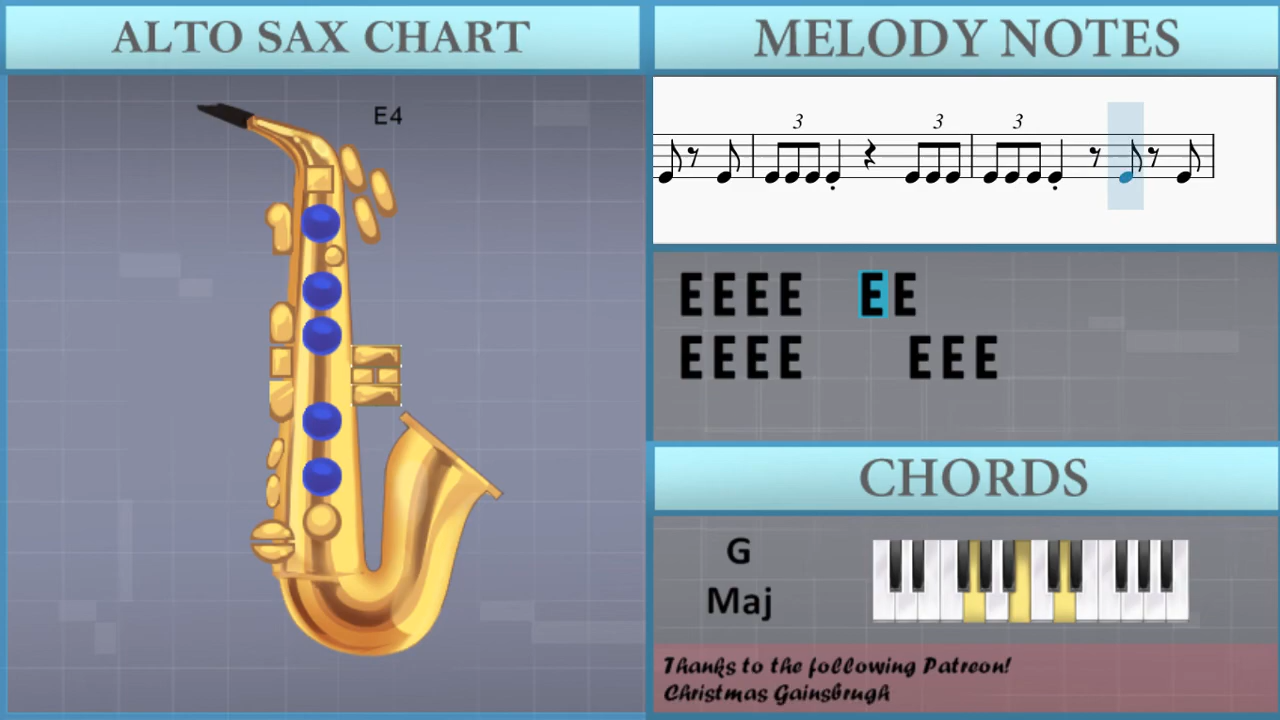 ALTO SAX CHART
E4
MELODY NOTES
3 3 3
EEEE EE
EEEE EEE
CHORDS
G
Maj
Thanks to the following Patreon!
Christmas Gainsbrugh